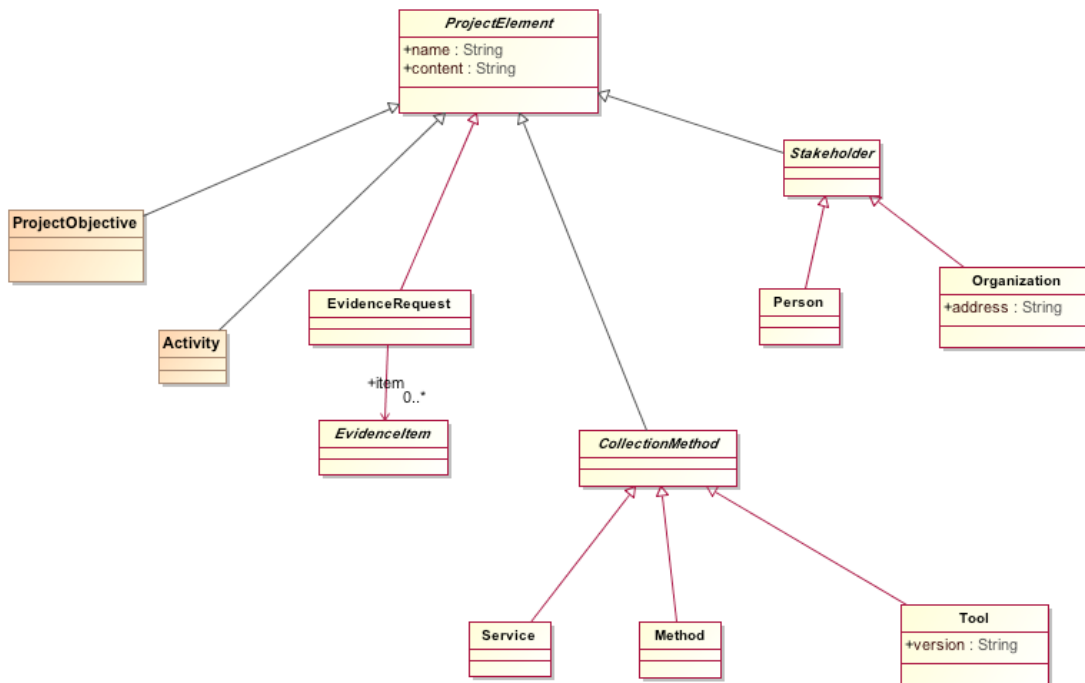 ProjectElement
+name : String
+content : String
Stakeholder
ProjectObjective
Organization
+address : String
EvidenceRequest
Person
Activity
+item
0..*
EvidenceItem
CollectionMethod
Service
Method
Tool
+version : String